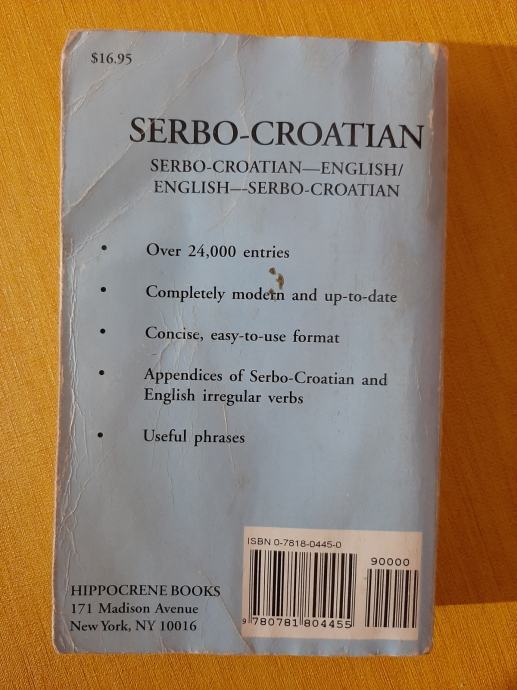 $16.95
SERBO-CROATIAN
SERBO-CROATIAN—ENGLISH/
ENGLISH—SERBO-CROATIAN
• Over 24,000 entries
• Completely modern and up-to-date
• Concise, easy-to-use format
• Appendices of Serbo-Croatian and
English irregular verbs
• Useful phrases
HIPPOCRENE BOOKS
171 Madison Avenue
New York, NY 10016
ISBN 0-7818-0445-0
90000
9 780781 804455